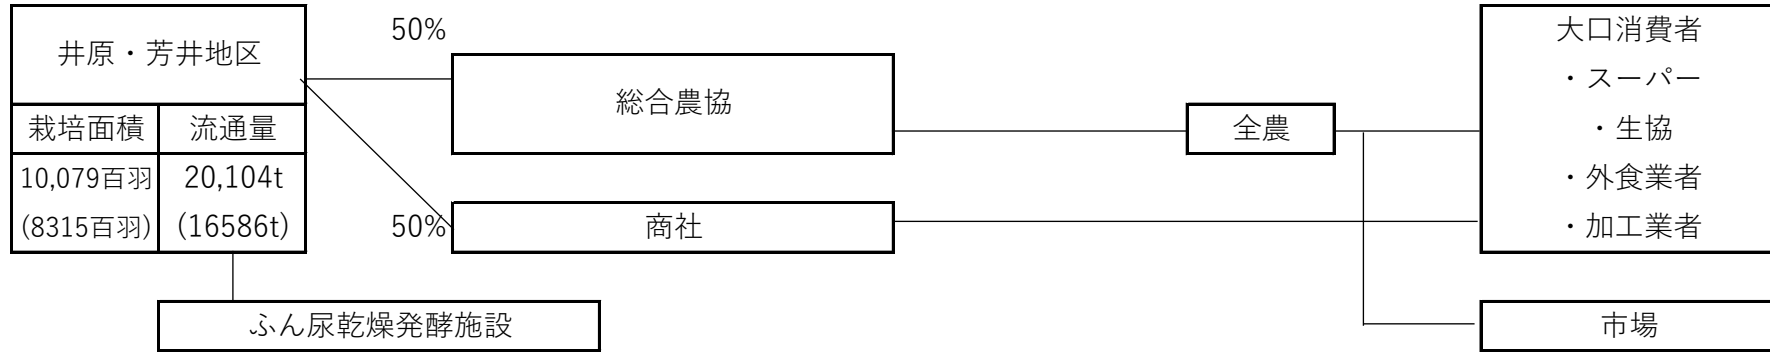 井原・芳井地区
栽培面積
流通量
10,079百羽
20,104t
(8315百羽)
(16586t)
50%
50%
総合農協
商社
ふん尿乾燥発酵施設
全農
大口消費者
・スーパー
・生協
・外食業者
・加工業者
市場